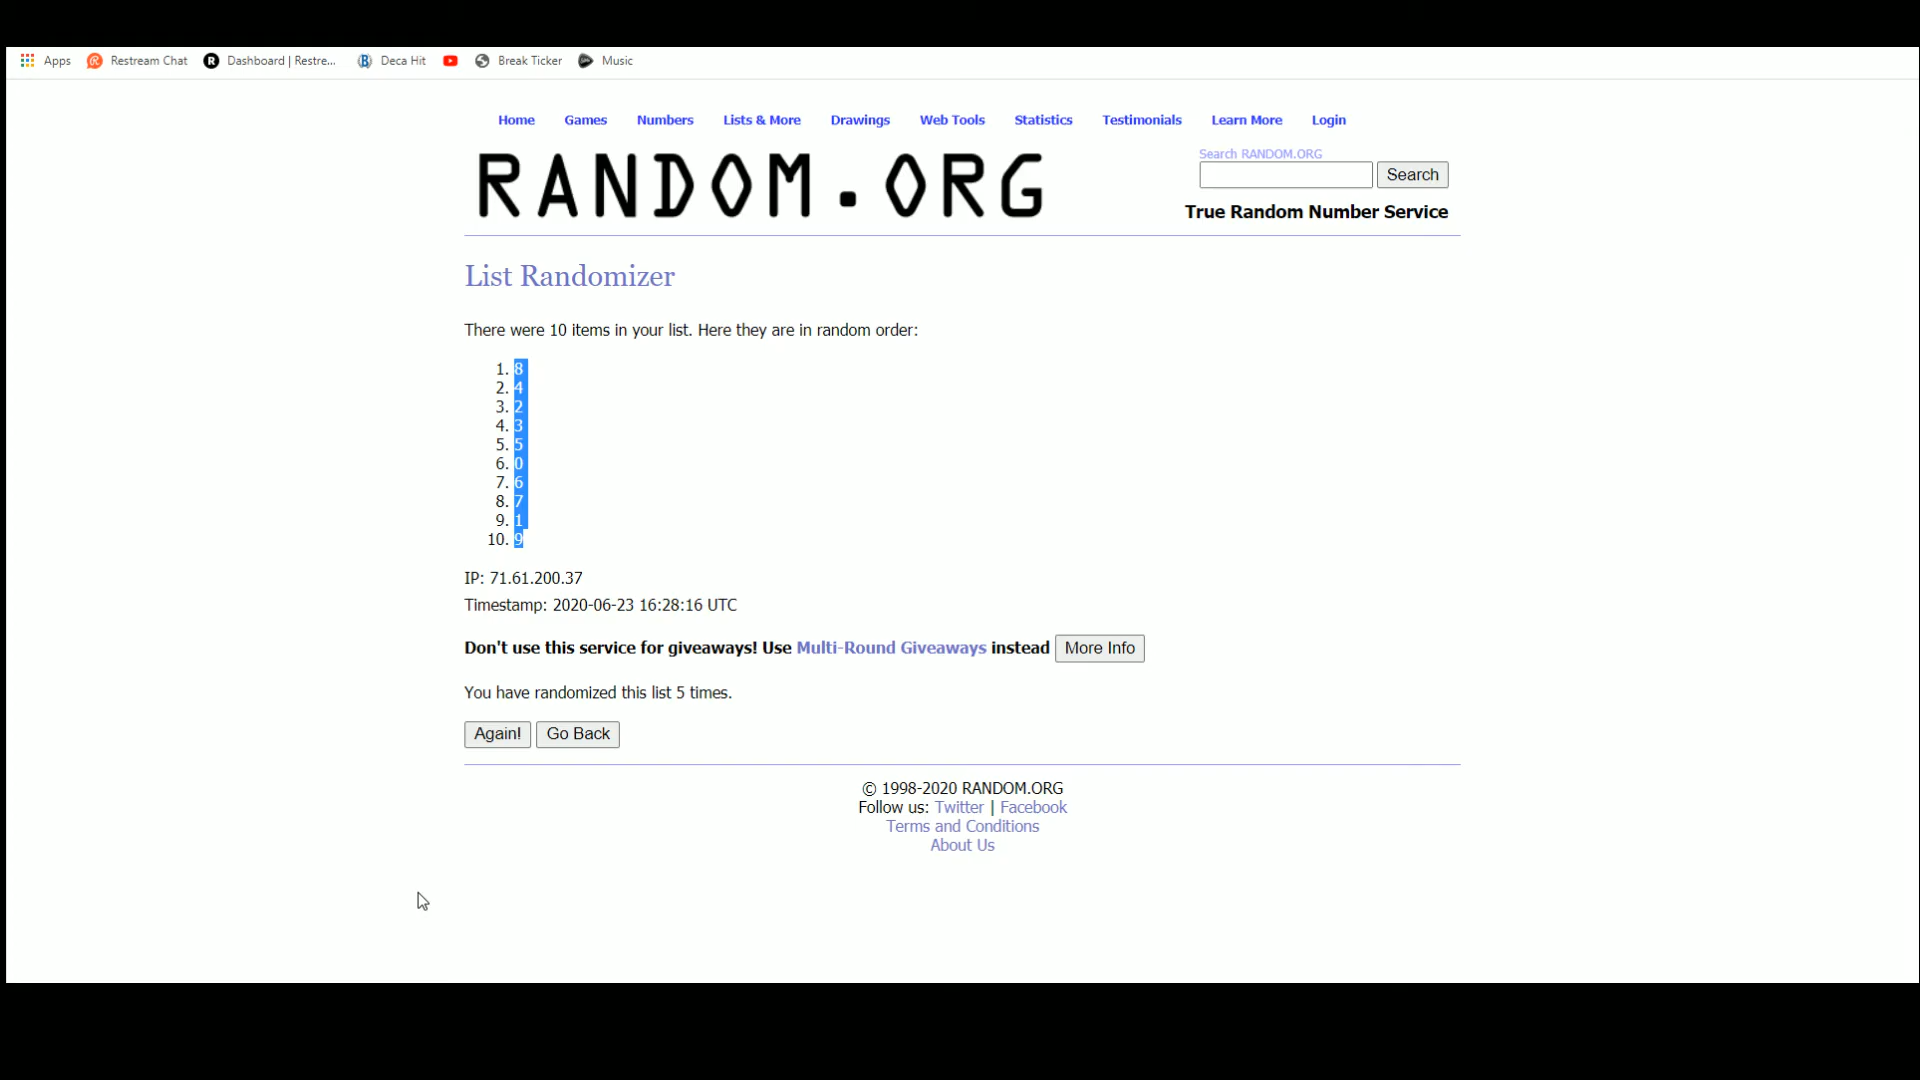 Apps Restream Chat Dashboard | Restre... Deca Hit Break Ticker Music
Home Games Numbers Lists & More Drawings Web Tools Statistics Testimonials Learn More Login
RANDOM.ORG
Search RANDOM.ORG
Search
True Random Number Service
List Randomizer
There were 10 items in your list. Here they are in random order:
1. 8
2. 4
3. 2
4. 3
5. 5
6. 0
7. 6
8. 7
9. 1
10. 9
IP: 71.61.200.37
Timestamp: 2020-06-23 16:28:16 UTC
Don't use this service for giveaways! Use Multi-Round Giveaways instead More Info
You have randomized this list 5 times.
Again! Go Back
© 1998-2020 RANDOM.ORG
Follow us: Twitter | Facebook
Terms and Conditions
About Us